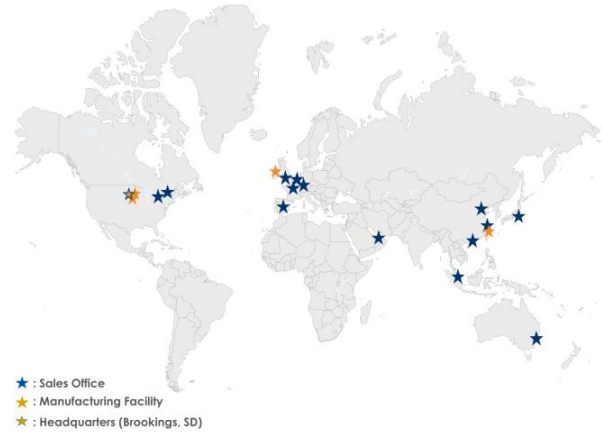 : Sales Office
: Manufacturing Facility
: Headquarters (Brookings, SD)